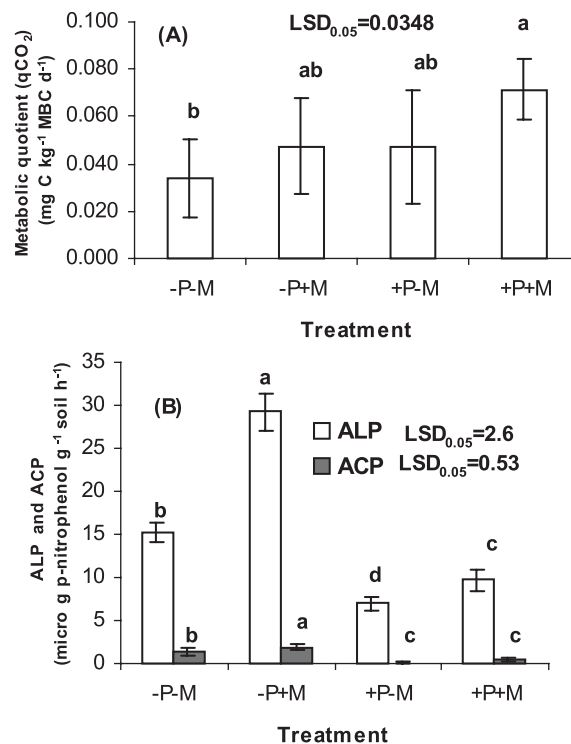 (A)
LSD0.05=0.0348
Metabolic quotient (qCO2)
(mg C kg-1 MBC d-1)
0.100
0.080
0.060
0.040
0.020
0.000
b
ab
ab
a
-P-M
-P+M
+P-M
+P+M
Treatment
(B)
ALP and ACP
(micro g p-nitrophenol g-1 soil h-1)
35
30
25
20
15
10
5
0
ALP LSD0.05=2.6
ACP LSD0.05=0.53
b
b
a
a
d
c
c
c
-P-M
-P+M
+P-M
+P+M
Treatment